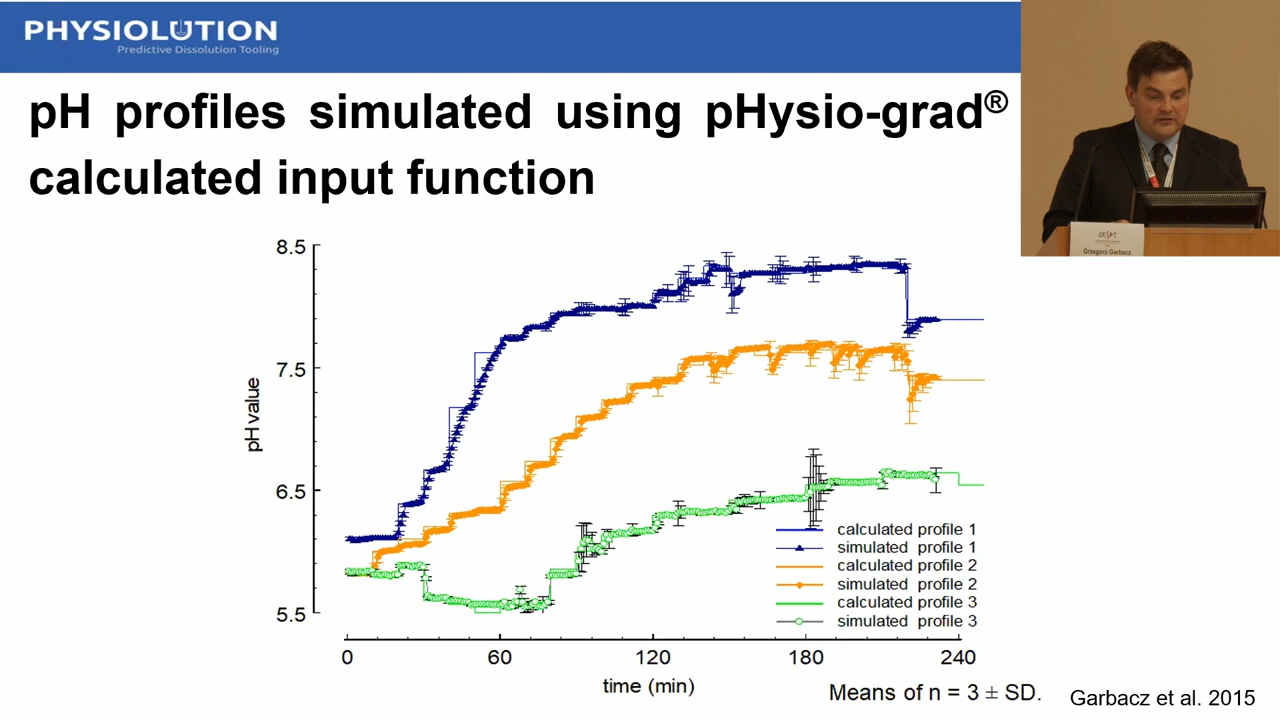 PHYSIOLUTION
Predictive Dissolution Tooling
pH profiles simulated using pHysio-grad®
calculated input function
8.5
7.5
6.5
5.5
pH value
0
60
120
180
240
time (min)
calculated profile 1
simulated profile 1
calculated profile 2
simulated profile 2
calculated profile 3
simulated profile 3
Means of n = 3 ± SD.
Garbacz et al. 2015
Grzegorz Garbacz